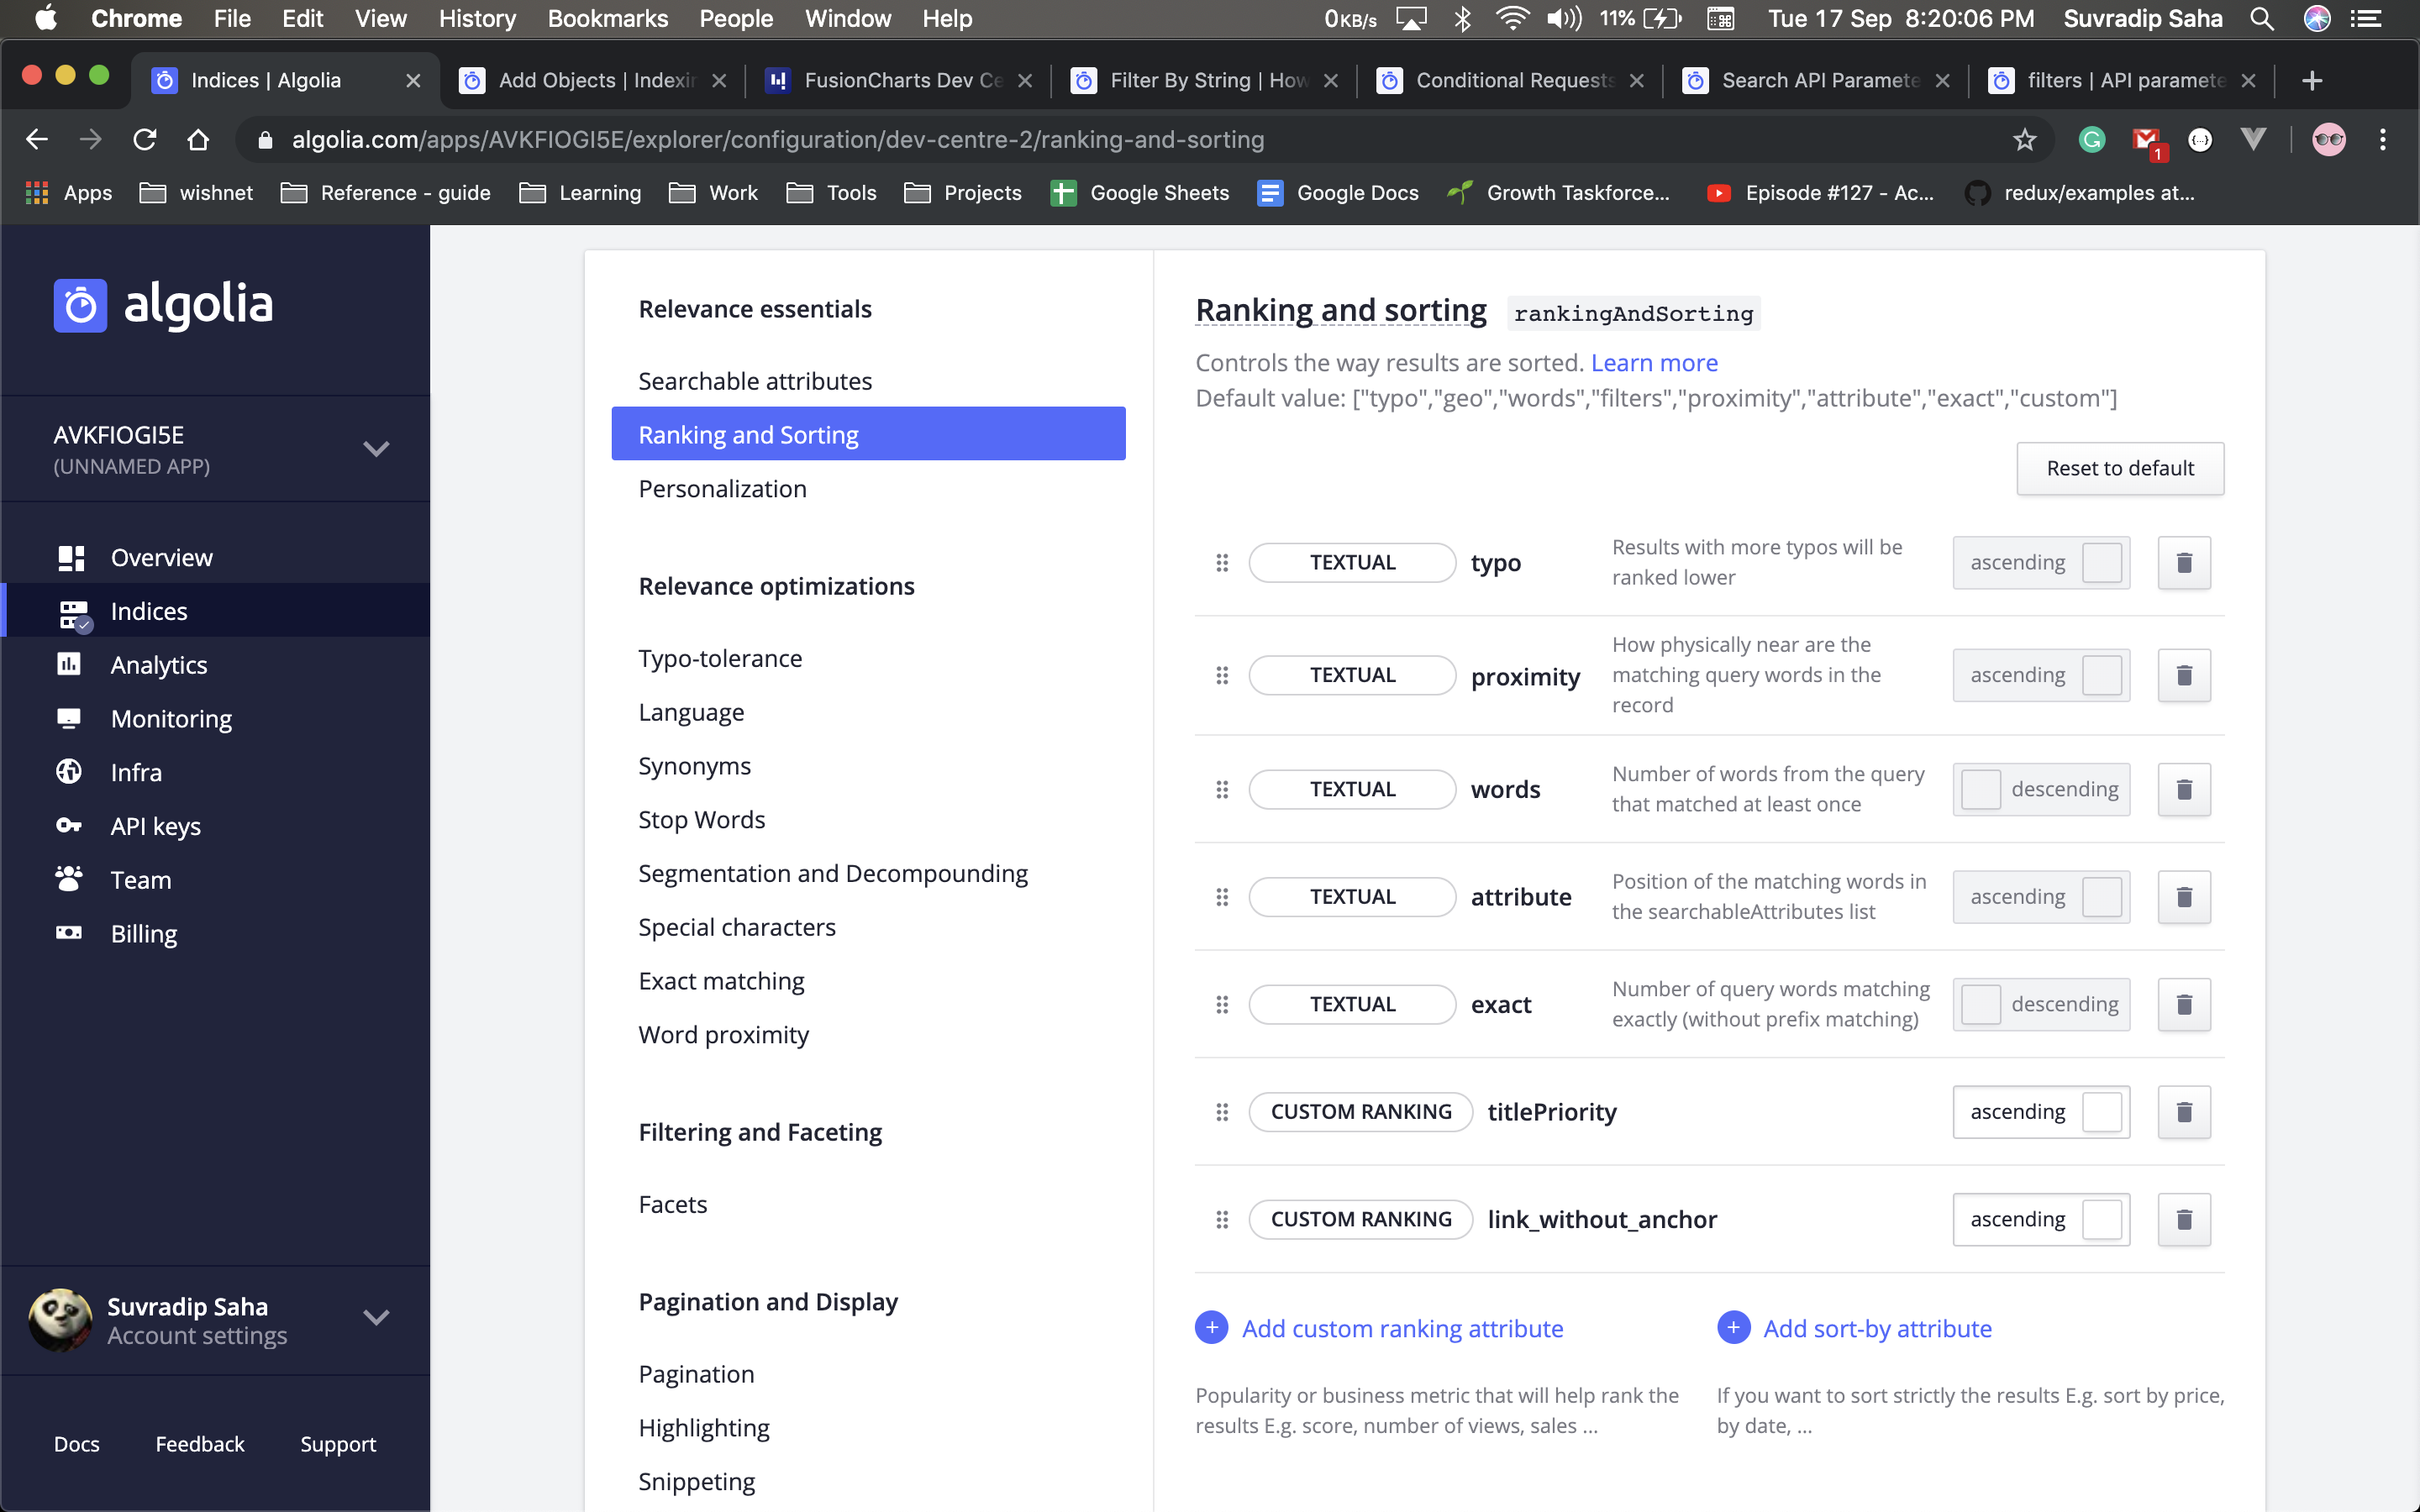 Chrome File Edit View History Bookmarks People Window Help 0KB/s 11% Tue 17 Sep 8:20:06 PM Suvradip Saha
Indices | Algolia Add Objects | Indexin FusionCharts Dev Ce Filter By String | How Conditional Requests Search API Paramete filters | API paramete
algolia.com/apps/AVKFIOGI5E/explorer/configuration/dev-centre-2/ranking-and-sorting 1
Apps wishnet Reference - guide Learning Work Tools Projects Google Sheets Google Docs Growth Taskforce... Episode #127 - Ac... redux/examples at...
algolia
AVKFIOGI5E
(UNNAMED APP)
Overview
Indices
Analytics
Monitoring
Infra
API keys
Team
Billing
Suvradip Saha
Account settings
Docs Feedback Support
Relevance essentials
Searchable attributes
Ranking and Sorting
Personalization
Relevance optimizations
Typo-tolerance
Language
Synonyms
Stop Words
Segmentation and Decompounding
Special characters
Exact matching
Word proximity
Filtering and Faceting
Facets
Pagination and Display
Pagination
Highlighting
Snippeting
Ranking and sorting rankingAndSorting
Controls the way results are sorted. Learn more
Default value: ["typo","geo","words","filters","proximity","attribute","exact","custom"]
Reset to default
TEXTUAL typo Results with more typos will be ranked lower ascending
TEXTUAL proximity How physically near are the matching query words in the record ascending
TEXTUAL words Number of words from the query that matched at least once descending
TEXTUAL attribute Position of the matching words in the searchableAttributes list ascending
TEXTUAL exact Number of query words matching exactly (without prefix matching) descending
CUSTOM RANKING titlePriority ascending
CUSTOM RANKING link_without_anchor ascending
Add custom ranking attribute
Popularity or business metric that will help rank the
results E.g. score, number of views, sales ...
Add sort-by attribute
If you want to sort strictly the results E.g. sort by price,
by date, ...